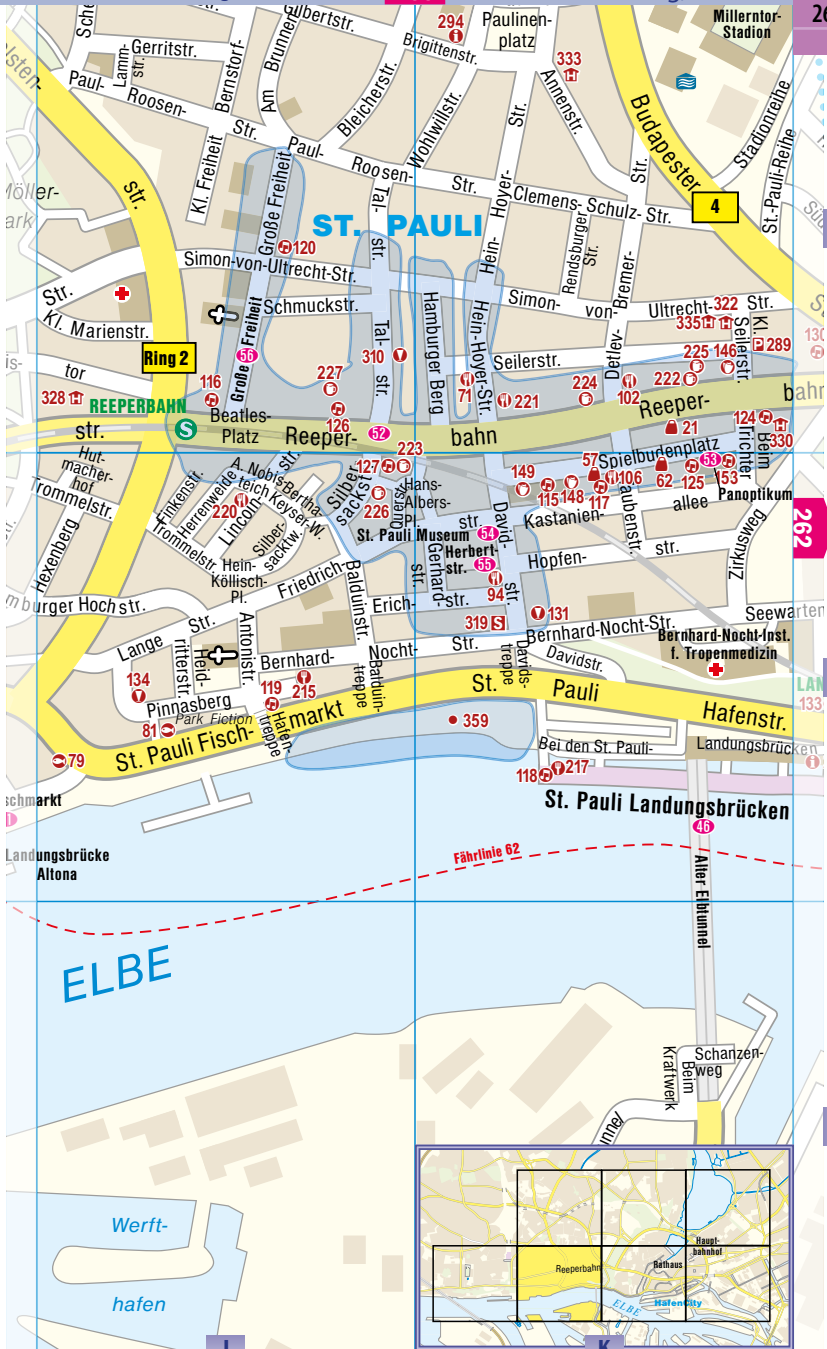 294
Paulinen-
platz
Millerntor-
Stadion
26
Gilbertstr.
Gerritstr.
Lamm-
str.
Bernstorf-
Am Brunnen-
Brigittenstr.
333
Bleicherstr.
Wohlwillstr.
Annenstr.
Budapester
Stadionreihe
St.-Pauli-Reihe
Paul-
Roosen-
Str.
Paul-
Roosen-
Str.
Clemens-
Schulz-
Str.
Hein-
Hoyer-
Str.
4
Str.
str.
Kl. Freiheit
Große Freiheit
Tal-
str.
ST. PAULI
Rendsburger
Str.
120
Simon-von-Ultrecht-Str.
Simon-
von-
Ultrecht-
Str.
Detlev-
Bremer-
322
335
Str.
Kl. Marienstr.
Schmuckstr.
Große Freiheit
56
Hamburger Berg
Hein-Hoyer-Str.
Tal-
str.
310
Kl.
Seilerstr.
289
Ring 2
tor
Seilerstr.
225
146
116
227
71
221
224
102
222
328
REEPERBAHN
S
str.
Beatles-
Platz
126
52
Reeper-
bahn
Reeper-
bahn
21
124
330
223
127
57
Spielbudenplatz
53
Trichter
Beim
Hut-
macher-
hof
Trommelstr.
Finkenstr.
Herrenweide
A. Nobis-
teich
Bertha-
Keyser-W.
str.
Silber-
sackstr.
226
Hans-
Albers-
Pl.
149
115
148
117
106
62
125
153
Panoptikum
220
Lincoln-
Trommelstr.
Silber-
sacktw.
St. Pauli Museum
54
David-
str.
Kastanien-
allee
Taubenstr.
262
Hexenberg
Hein-
Köllisch-
Pl.
Friedrich-
Balduinstr.
Querstr.
str
Gerhard-
str.
Herbert-
str.
55
Hopfen-
str.
Zirkusweg
Hochstr.
Erich-
str.
94
131
Seewarten
Lange
Str.
Antonistr.
319
S
Bernhard-Nocht-Str.
Bernhard-Nocht-Inst.
f. Tropenmedizin
Heid-
ritterstr.
Bernhard-
Nocht-
Str.
Davids-
treppe
Davidstr.
134
119
215
Balduin-
treppe
LAN
133
Pinnasberg
81
Park Fiction
Hafen-
treppe
St. Pauli
Hafenstr.
79
St. Pauli Fisch-
markt
359
Bei den St. Pauli-
Landungsbrücken
118
217
St. Pauli Landungsbrücken
46
Landungsbrücke
Altona
Fährlinie 62
Alter Elbtunnel
ELBE
Schanzen-
weg
Beim
Kraftwerk
Werft-
hafen
Haupt-
bahnhof
Rathaus
Reeperbahn
ELBE
HafenCity
K